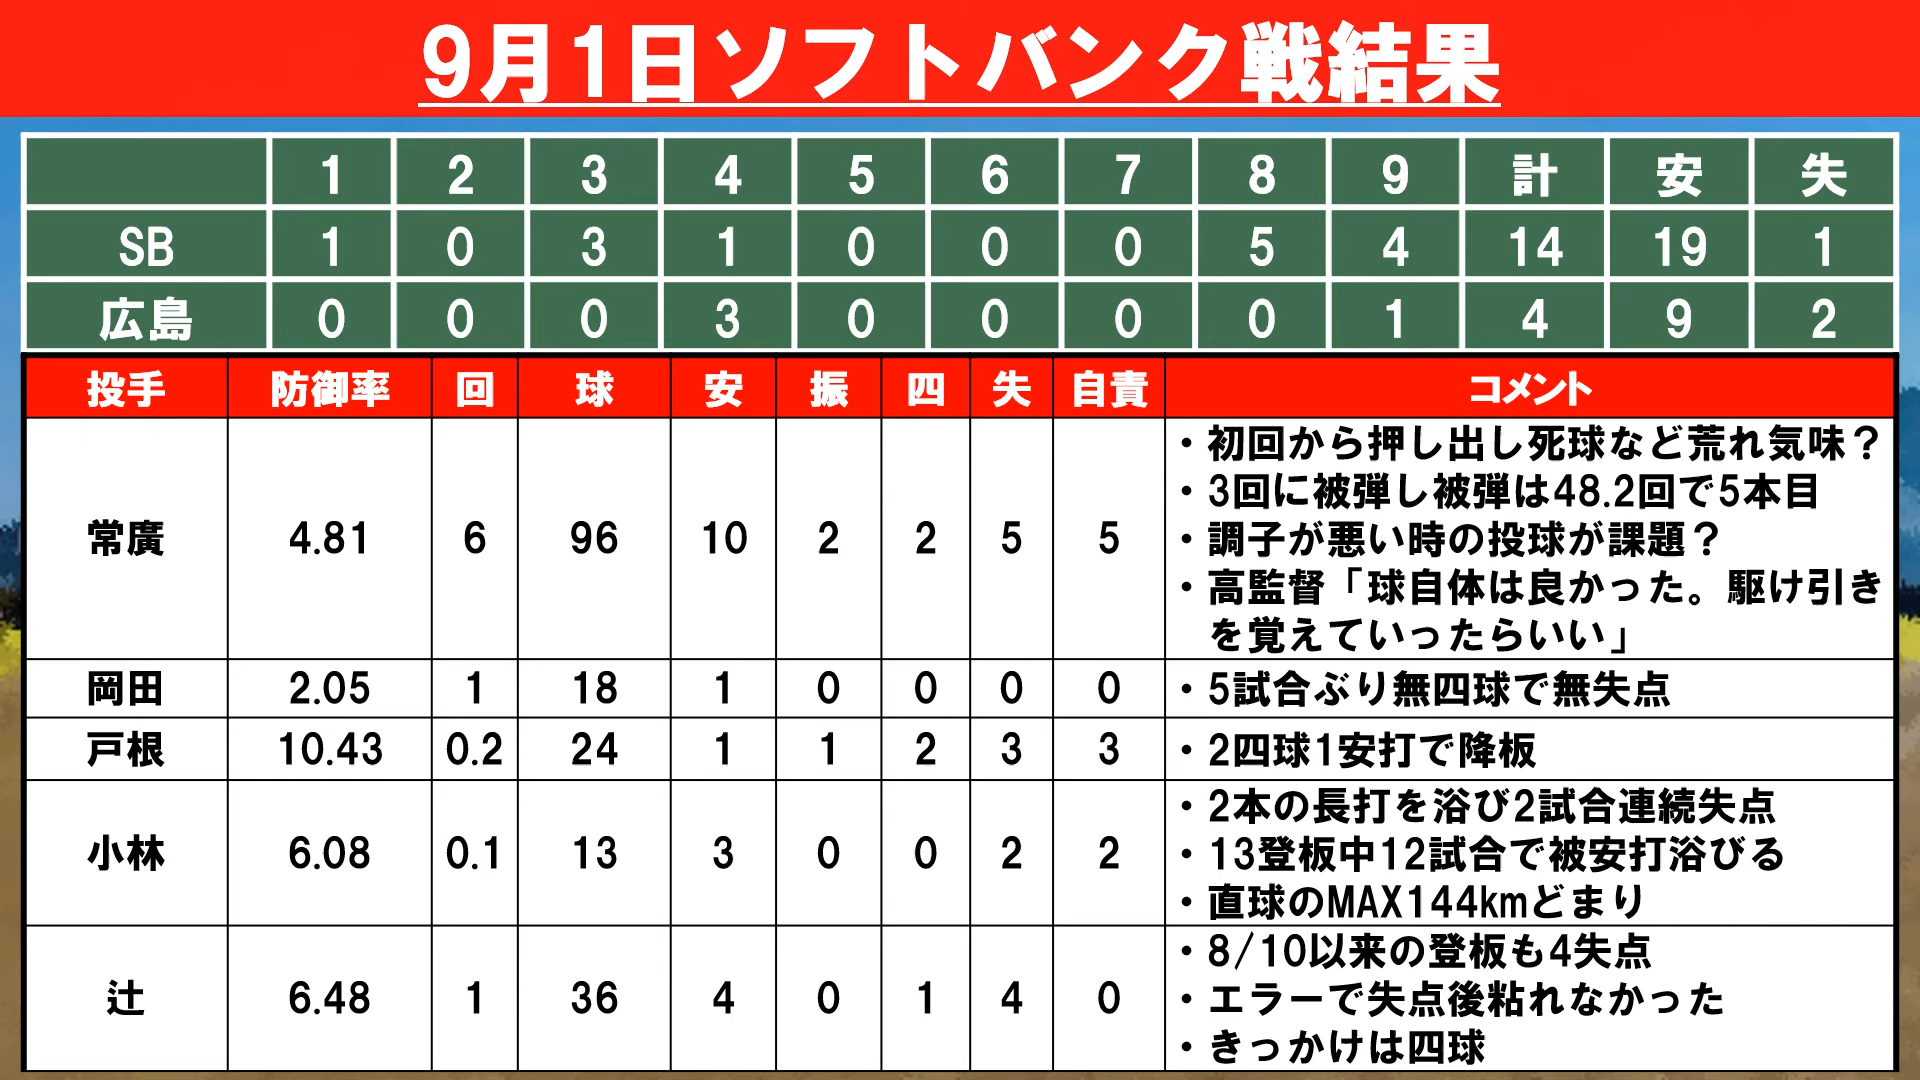 9月1日ソフトバンク戦結果
1 2 3 4 5 6 7 8 9 計 安 失
SB 1 0 3 1 0 0 0 5 4 14 19 1
広島 0 0 0 3 0 0 0 0 1 4 9 2
投手 防御率 回 球 安 振 四 失 自責 コメント
常廣 4.81 6 96 10 2 2 5 5
・初回から押し出し死球など荒れ気味？
・3回に被弾し被弾は48.2回で5本目
・調子が悪い時の投球が課題？
・高監督「球自体は良かった。駆け引き
を覚えていったらいい」
岡田 2.05 1 18 1 0 0 0 0 ・5試合ぶり無四球で無失点
戸根 10.43 0.2 24 1 1 2 3 3 ・2四球1安打で降板
小林 6.08 0.1 13 3 0 0 2 2
・2本の長打を浴び2試合連続失点
・13登板中12試合で被安打浴びる
・直球のMAX144kmどまり
辻 6.48 1 36 4 0 1 4 0
・8/10以来の登板も4失点
・エラーで失点後粘れなかった
・きっかけは四球